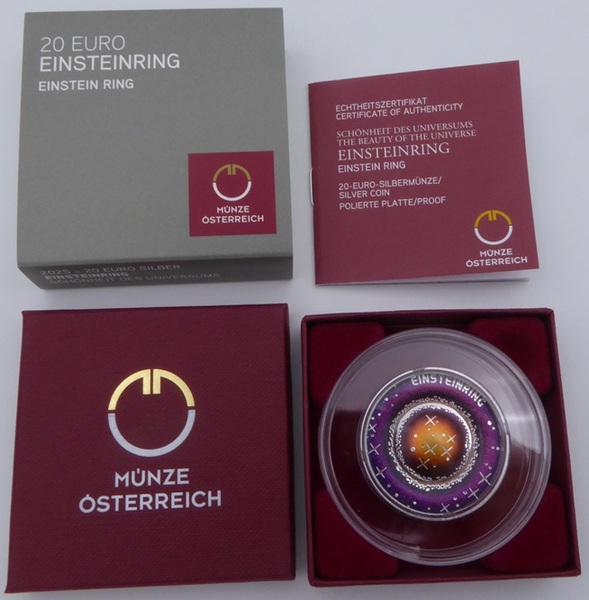 20 EURO
EINSTEINRING
EINSTEIN RING
MÜNZE
ÖSTERREICH
2025 – 20 EURO SILBER
EINSTEINRING
SCHÖNHEIT DES UNIVERSUMS
ECHTHEITSZERTIFIKAT
CERTIFICATE OF AUTHENTICITY
SCHÖNHEIT DES UNIVERSUMS
THE BEAUTY OF THE UNIVERSE
EINSTEINRING
EINSTEIN RING
20-EURO-SILBERMÜNZE/
SILVER COIN
POLIERTE PLATTE/PROOF
MÜNZE
ÖSTERREICH
MÜNZE
ÖSTERREICH
EINSTEINRING